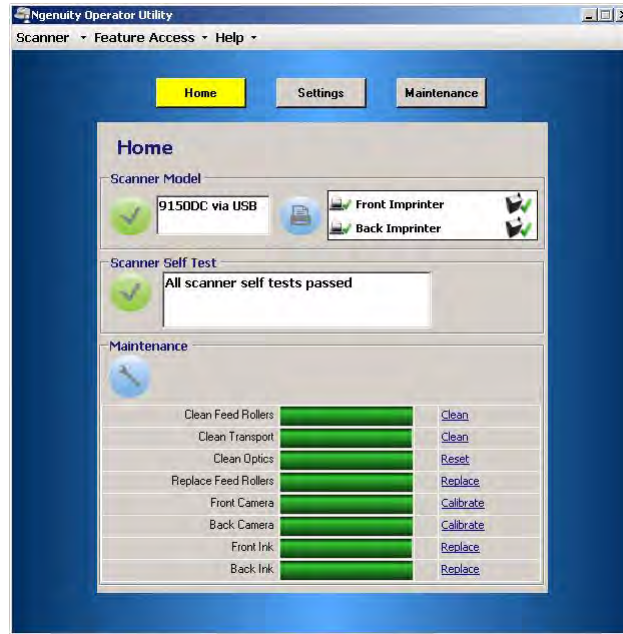 Ngenuity Operator Utility
Scanner Feature Access Help
Home Settings Maintenance
Home
Scanner Model
9150DC via USB
Front Imprinter
Back Imprinter
Scanner Self Test
All scanner self tests passed
Maintenance
Clean Feed Rollers Clean
Clean Transport Clean
Clean Optics Reset
Replace Feed Rollers Replace
Front Camera Calibrate
Back Camera Calibrate
Front Ink Replace
Back Ink Replace